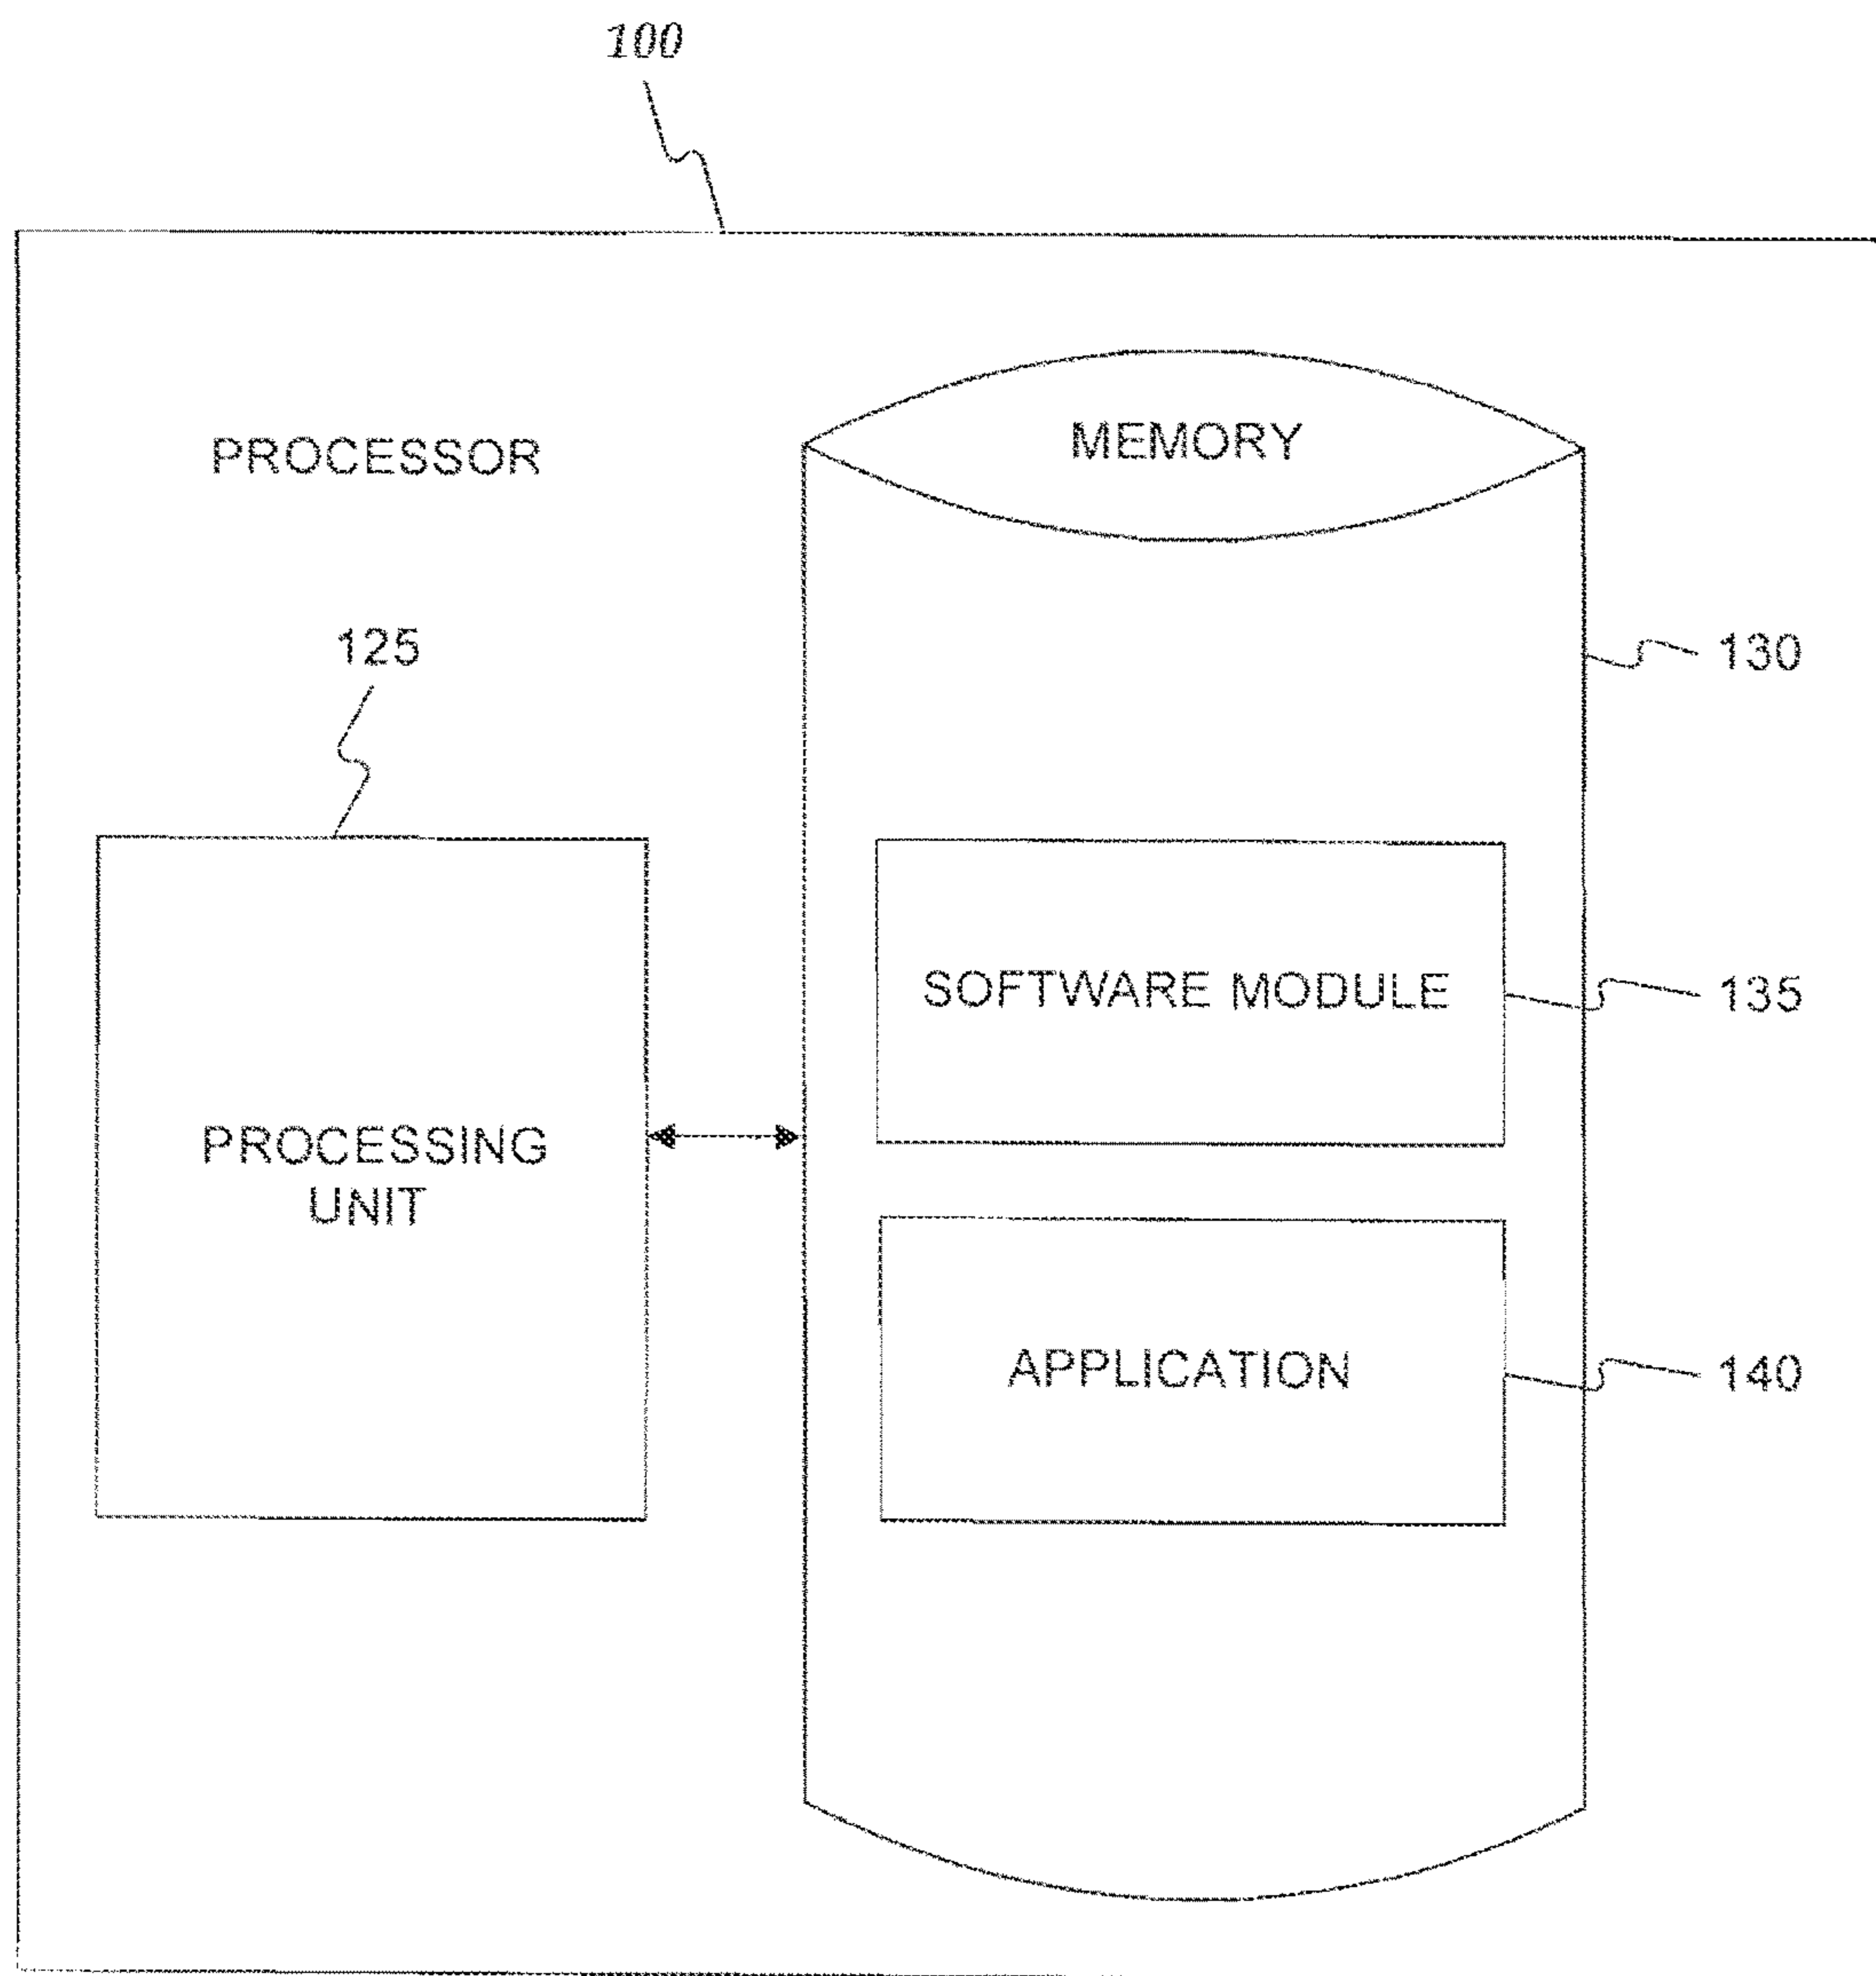 100
PROCESSOR
MEMORY
125
130
SOFTWARE MODULE
135
PROCESSING
UNIT
APPLICATION
140